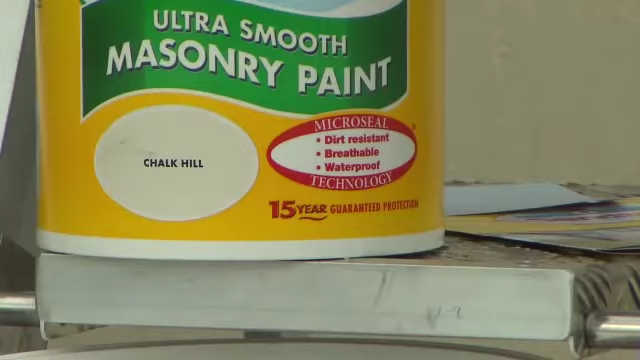 ULTRA SMOOTH
MASONRY PAINT
CHALK HILL
MICROSEAL
• Dirt resistant
• Breathable
• Waterproof
TECHNOLOGY
15 YEAR GUARANTEED PROTECTION